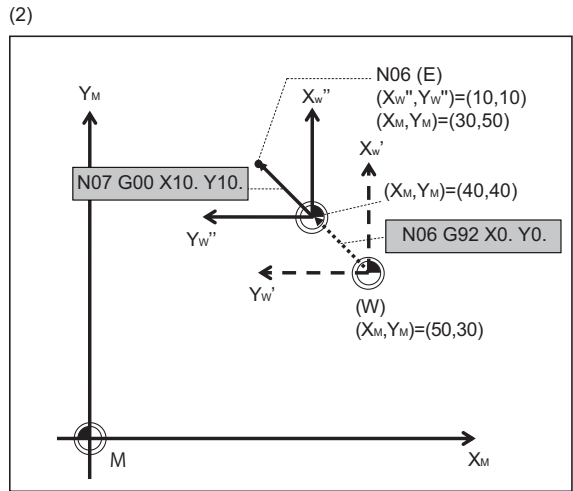 (2)
N06 (E)
(Xw",Yw")=(10,10)
(XM,YM)=(30,50)
YM
Xw"
Xw'
N07 G00 X10. Y10.
(XM,YM)=(40,40)
Yw"
N06 G92 X0. Y0.
Yw'
(W)
(XM,YM)=(50,30)
M
XM